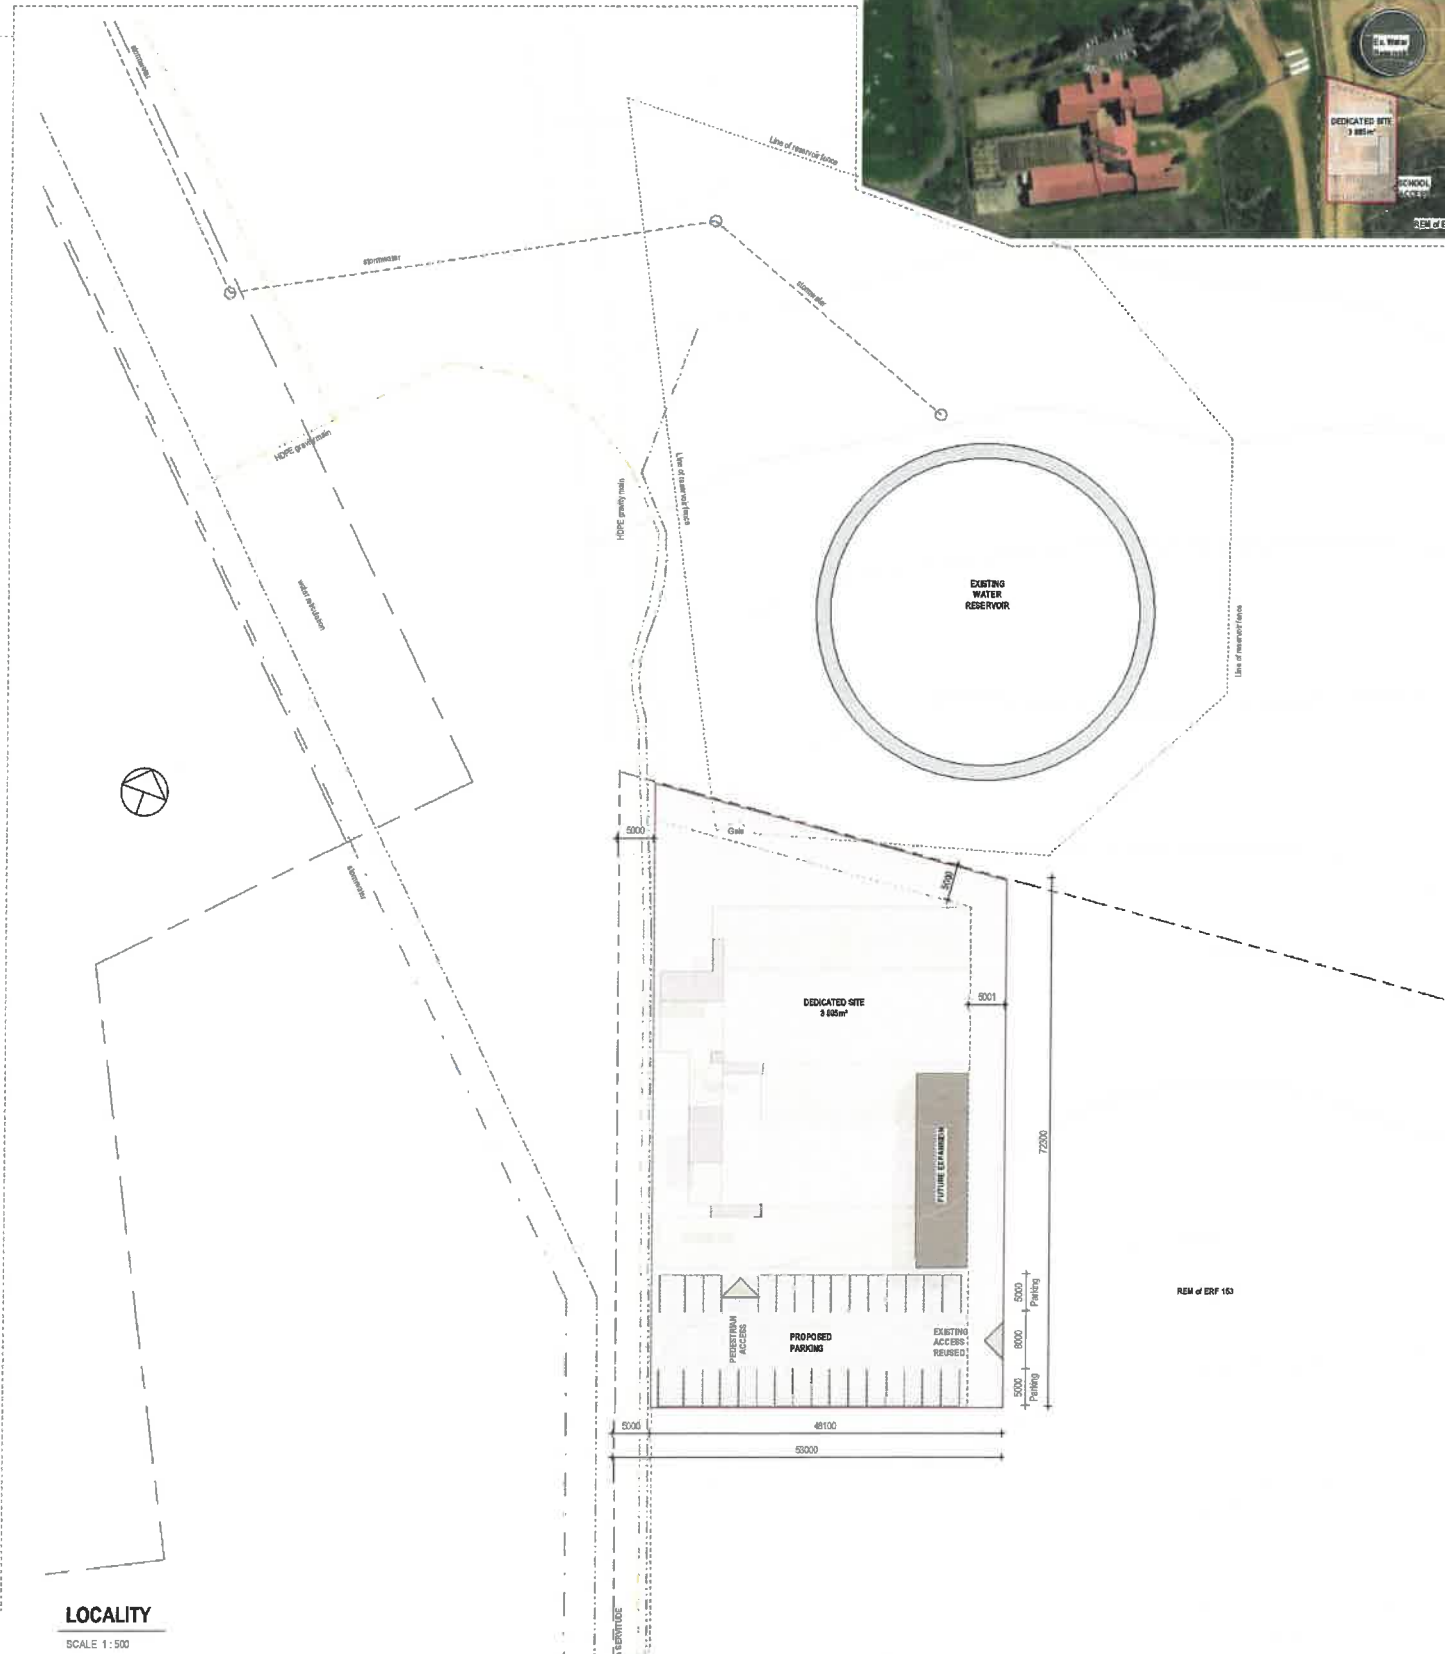 stormwater
Line of reservoir fence
DEDICATED SITE
SCHOOL
stormwater
stormwater
HDPE gravity main
Line of reservoir fence
HDPE gravity main
EXISTING
WATER
RESERVOIR
water reticulation
Line of reservoir fence
5000
Gate
stormwater
5000
DEDICATED SITE
5001
72300
FUTURE EXPANSION
5000
Parking
REM of ERF 163
PEDESTRIAN
ACCESS
PROPOSED
PARKING
EXISTING
ACCESS
REUSED
8000
5000
Parking
5000
48100
53000
SERVITUDE
LOCALITY
SCALE 1:500